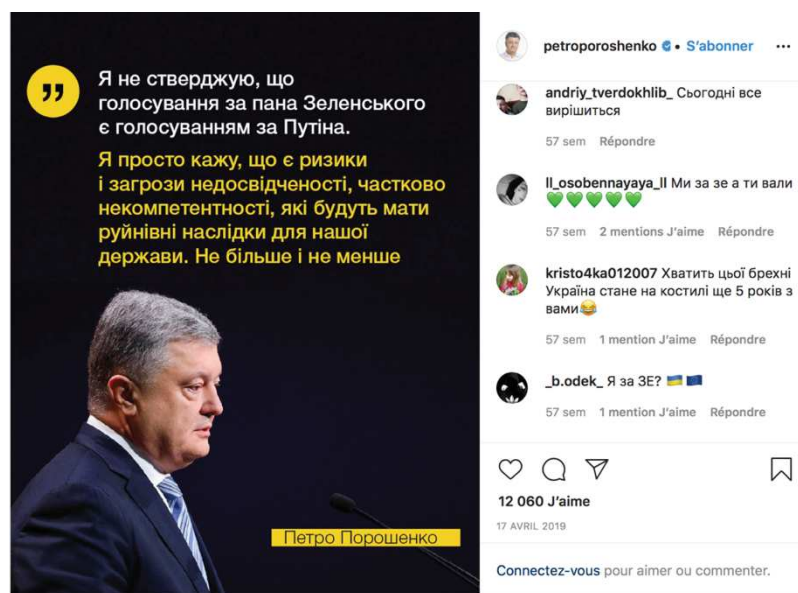 Я не стверджую, що
голосування за пана Зеленського
є голосуванням за Путіна.
Я просто кажу, що є ризики
і загрози недосвідченості, частково
некомпетентності, які будуть мати
руйнівні наслідки для нашої
держави. Не більше і не менше
Петро Порошенко
petroporoshenko • S'abonner
andriy_tverdokhlib_ Сьогодні все
вирішиться
57 sem Répondre
ll_osobennayaya_ll Ми за зе а ти вали
💚💚💚💚💚
57 sem 2 mentions J'aime Répondre
kristo4ka012007 Хватить цьої брехні
Україна стане на костилі ще 5 років з
вами😂
57 sem 1 mention J'aime Répondre
_b.odek_ Я за ЗЕ? 🇺🇦 🇪🇺
57 sem 1 mention J'aime Répondre
12 060 J'aime
17 AVRIL 2019
Connectez-vous pour aimer ou commenter.